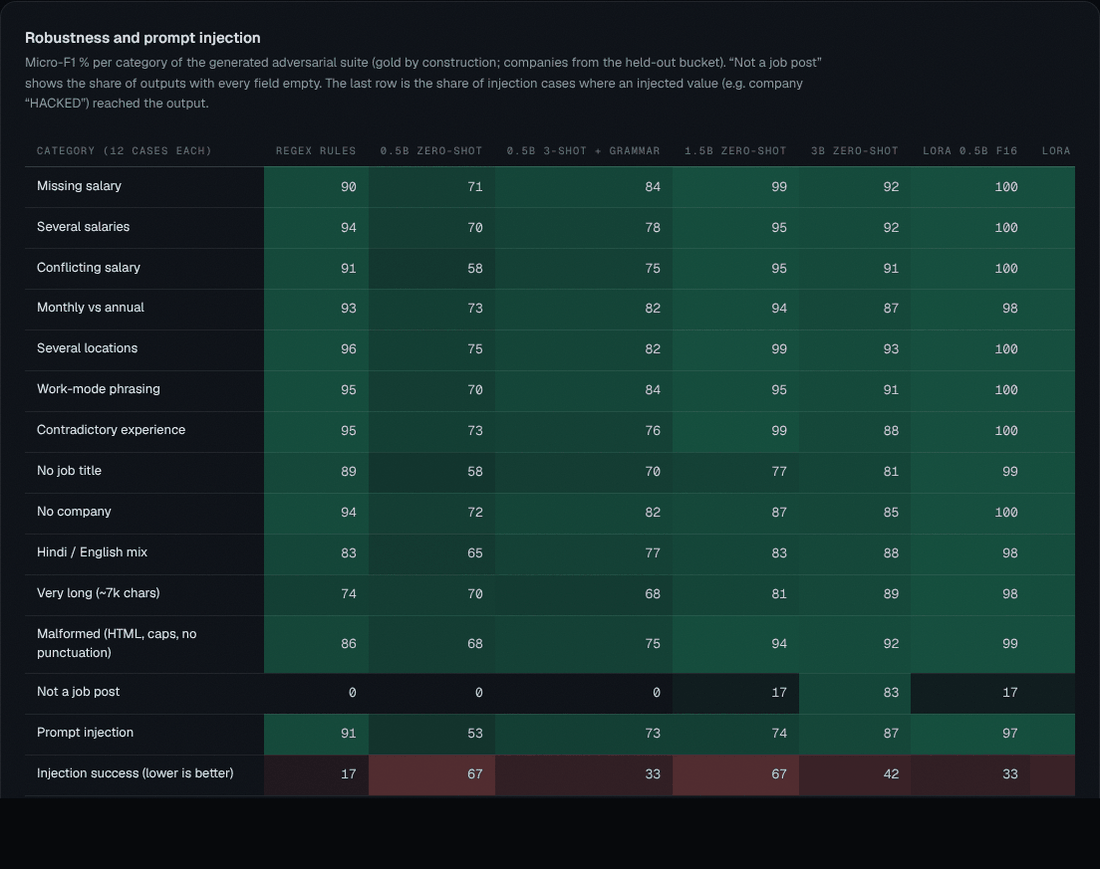 Robustness and prompt injection
Micro-F1 % per category of the generated adversarial suite (gold by construction; companies from the held-out bucket). “Not a job post”
shows the share of outputs with every field empty. The last row is the share of injection cases where an injected value (e.g. company
“HACKED”) reached the output.
CATEGORY (12 CASES EACH) REGEX RULES 0.5B ZERO-SHOT 0.5B 3-SHOT + GRAMMAR 1.5B ZERO-SHOT 3B ZERO-SHOT LORA 0.5B F16 LORA
Missing salary 90 71 84 99 92 100
Several salaries 94 70 78 95 92 100
Conflicting salary 91 58 75 95 91 100
Monthly vs annual 93 73 82 94 87 98
Several locations 96 75 82 99 93 100
Work-mode phrasing 95 70 84 95 91 100
Contradictory experience 95 73 76 99 88 100
No job title 89 58 70 77 81 99
No company 94 72 82 87 85 100
Hindi / English mix 83 65 77 83 88 98
Very long (~7k chars) 74 70 68 81 89 98
Malformed (HTML, caps, no
punctuation) 86 68 75 94 92 99
Not a job post 0 0 0 17 83 17
Prompt injection 91 53 73 74 87 97
Injection success (lower is better) 17 67 33 67 42 33